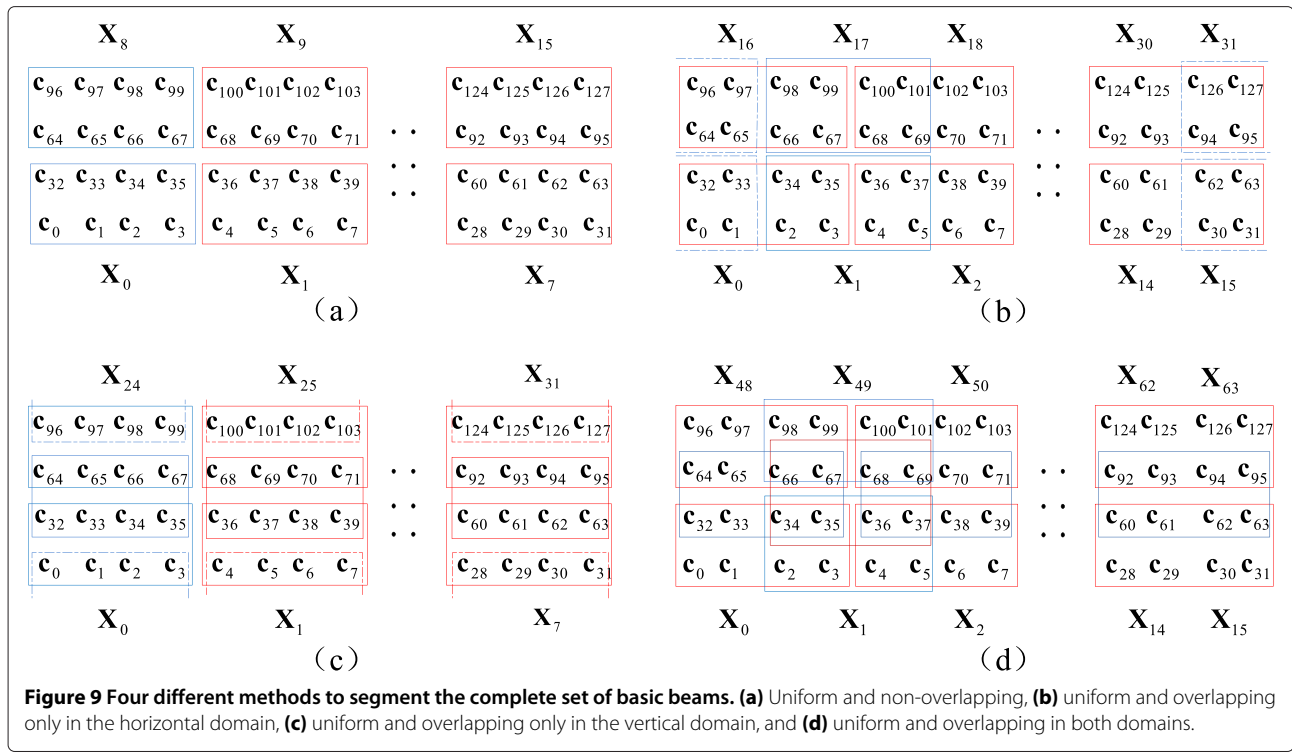 X8 X9 X15 X16 X17 X18 X30 X31
c96 c97 c98 c99 c100 c101 c102 c103 c124 c125 c126 c127 c96 c97 c98 c99 c100 c101 c102 c103 c124 c125 c126 c127
c64 c65 c66 c67 c68 c69 c70 c71 c92 c93 c94 c95 c64 c65 c66 c67 c68 c69 c70 c71 c92 c93 c94 c95
c32 c33 c34 c35 c36 c37 c38 c39 c60 c61 c62 c63 c32 c33 c34 c35 c36 c37 c38 c39 c60 c61 c62 c63
c0 c1 c2 c3 c4 c5 c6 c7 c28 c29 c30 c31 c0 c1 c2 c3 c4 c5 c6 c7 c28 c29 c30 c31
X0 X1 X7 X0 X1 X2 X14 X15
(a) (b)
X24 X25 X31 X48 X49 X50 X62 X63
c96 c97 c98 c99 c100 c101 c102 c103 c124 c125 c126 c127 c96 c97 c98 c99 c100 c101 c102 c103 c124 c125 c126 c127
c64 c65 c66 c67 c68 c69 c70 c71 c92 c93 c94 c95 c64 c65 c66 c67 c68 c69 c70 c71 c92 c93 c94 c95
c32 c33 c34 c35 c36 c37 c38 c39 c60 c61 c62 c63 c32 c33 c34 c35 c36 c37 c38 c39 c60 c61 c62 c63
c0 c1 c2 c3 c4 c5 c6 c7 c28 c29 c30 c31 c0 c1 c2 c3 c4 c5 c6 c7 c28 c29 c30 c31
X0 X1 X7 X0 X1 X2 X14 X15
(c) (d)
Figure 9 Four different methods to segment the complete set of basic beams. (a) Uniform and non-overlapping, (b) uniform and overlapping
only in the horizontal domain, (c) uniform and overlapping only in the vertical domain, and (d) uniform and overlapping in both domains.